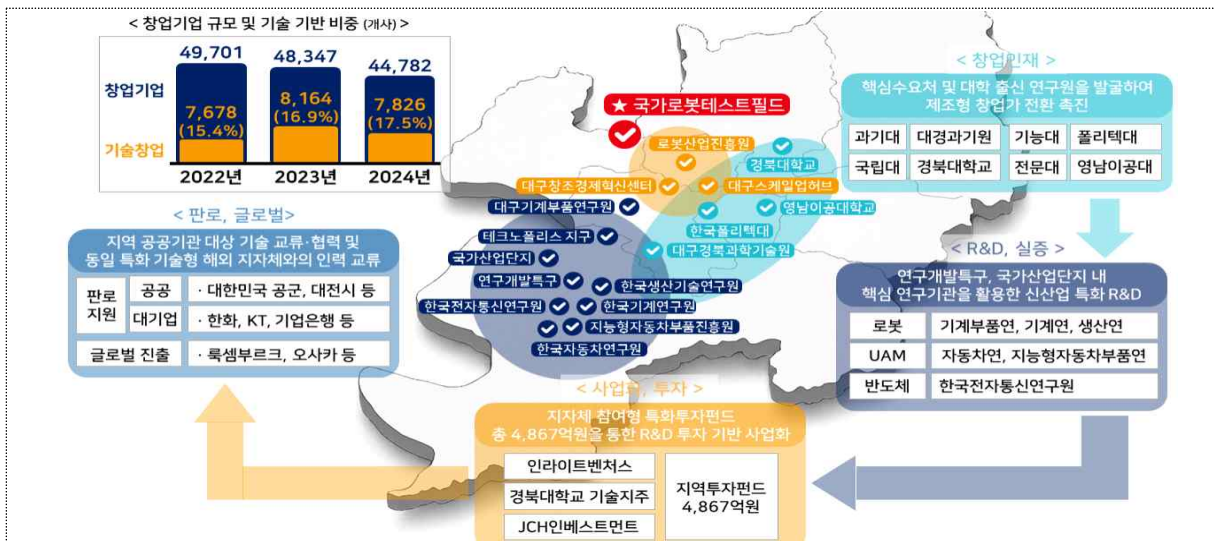 < 창업기업 규모 및 기술 기반 비중 (개사) >
49,701
48,347
44,782
창업기업
7,678
(15.4%)
8,164
(16.9%)
7,826
(17.5%)
기술창업
2022년
2023년
2024년
< 창업인재 >
핵심수요처 및 대학 출신 연구원을 발굴하여
제조형 창업가 전환 촉진
과기대 대경과기원 기능대 폴리텍대
국립대 경북대학교 전문대 영남이공대
★ 국가로봇테스트필드
로봇산업진흥원
경북대학교
대구창조경제혁신센터
대구스케일업허브
대구기계부품연구원
영남이공대학교
한국폴리텍대
테크노폴리스 지구
대구경북과학기술원
국가산업단지
연구개발특구
한국생산기술연구원
한국전자통신연구원
한국기계연구원
지능형자동차부품진흥원
한국자동차연구원
< 판로, 글로벌>
지역 공공기관 대상 기술 교류·협력 및
동일 특화 기술형 해외 지자체와의 인력 교류
판로
지원
공공 · 대한민국 공군, 대전시 등
대기업 · 한화, KT, 기업은행 등
글로벌 진출 · 룩셈부르크, 오사카 등
< R&D, 실증 >
연구개발특구, 국가산업단지 내
핵심 연구기관을 활용한 신산업 특화 R&D
로봇 기계부품연, 기계연, 생산연
UAM 자동차연, 지능형자동차부품연
반도체 한국전자통신연구원
< 사업화, 투자 >
지자체 참여형 특화투자펀드
총 4,867억원을 통한 R&D 투자 기반 사업화
인라이트벤처스
경북대학교 기술지주
JCH인베스트먼트
지역투자펀드
4,867억원